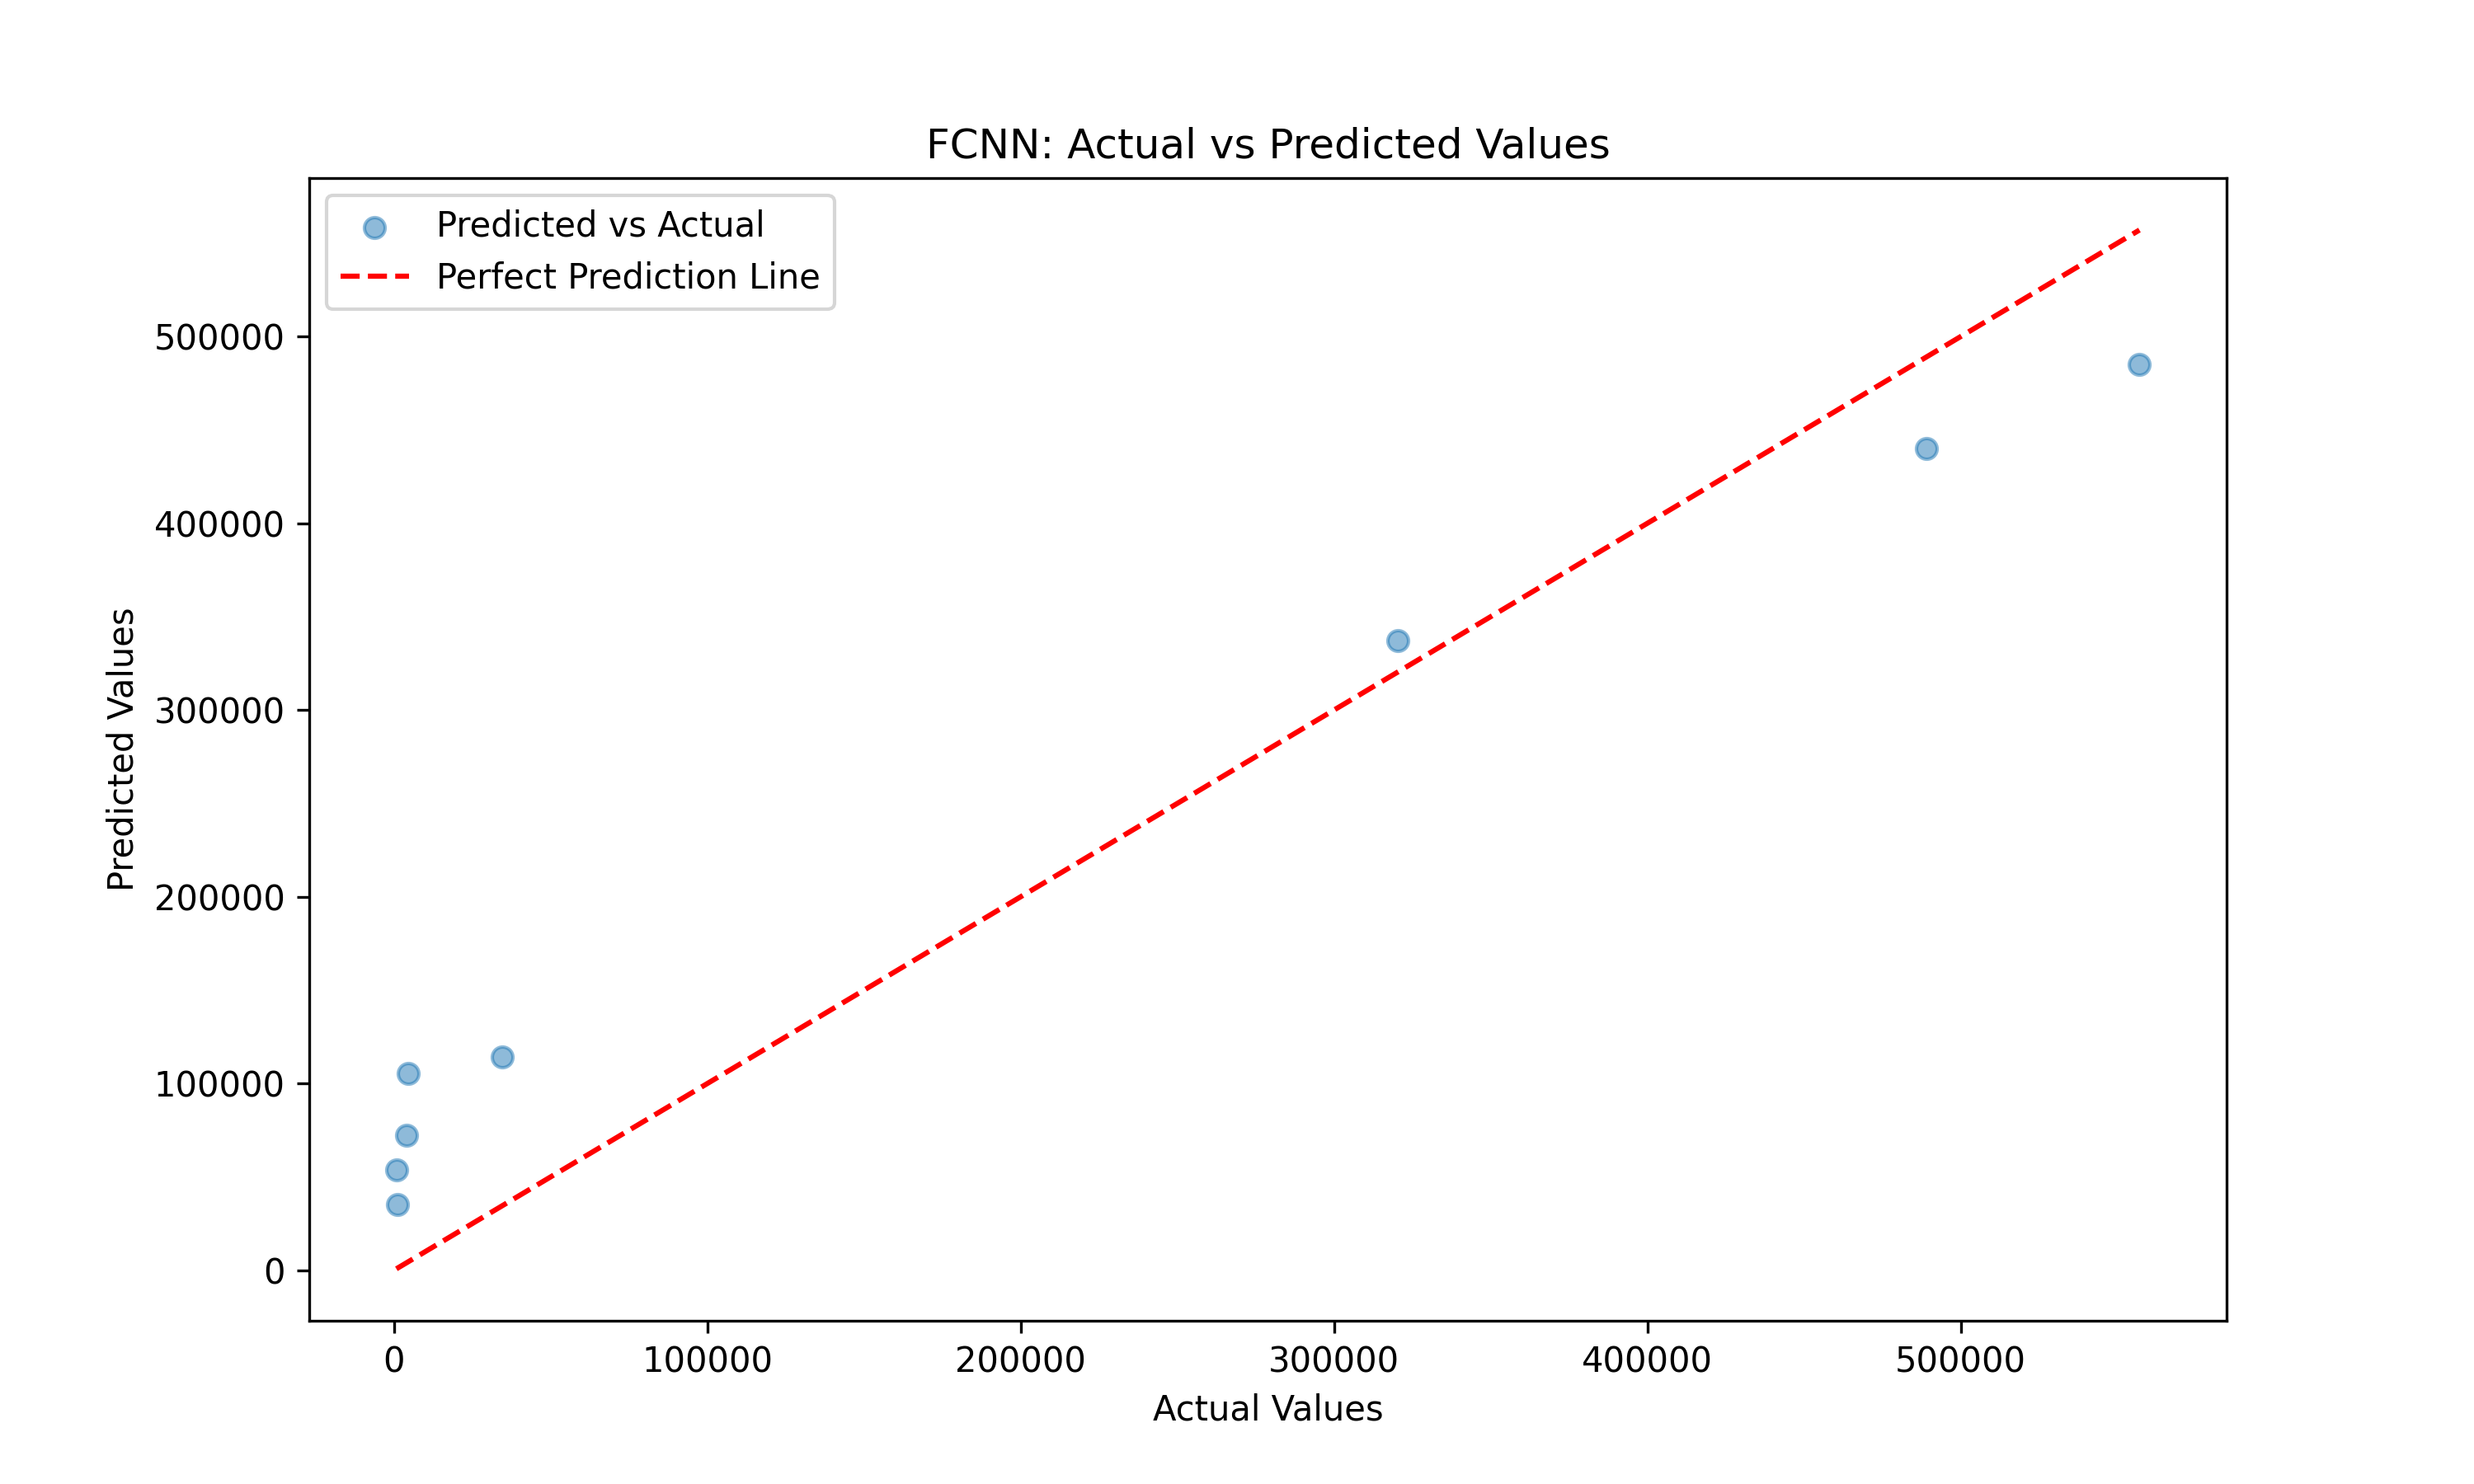 FCNN: Actual vs Predicted Values
Predicted vs Actual
Perfect Prediction Line
500000
400000
300000
200000
100000
0
Predicted Values
0 100000 200000 300000 400000 500000
Actual Values